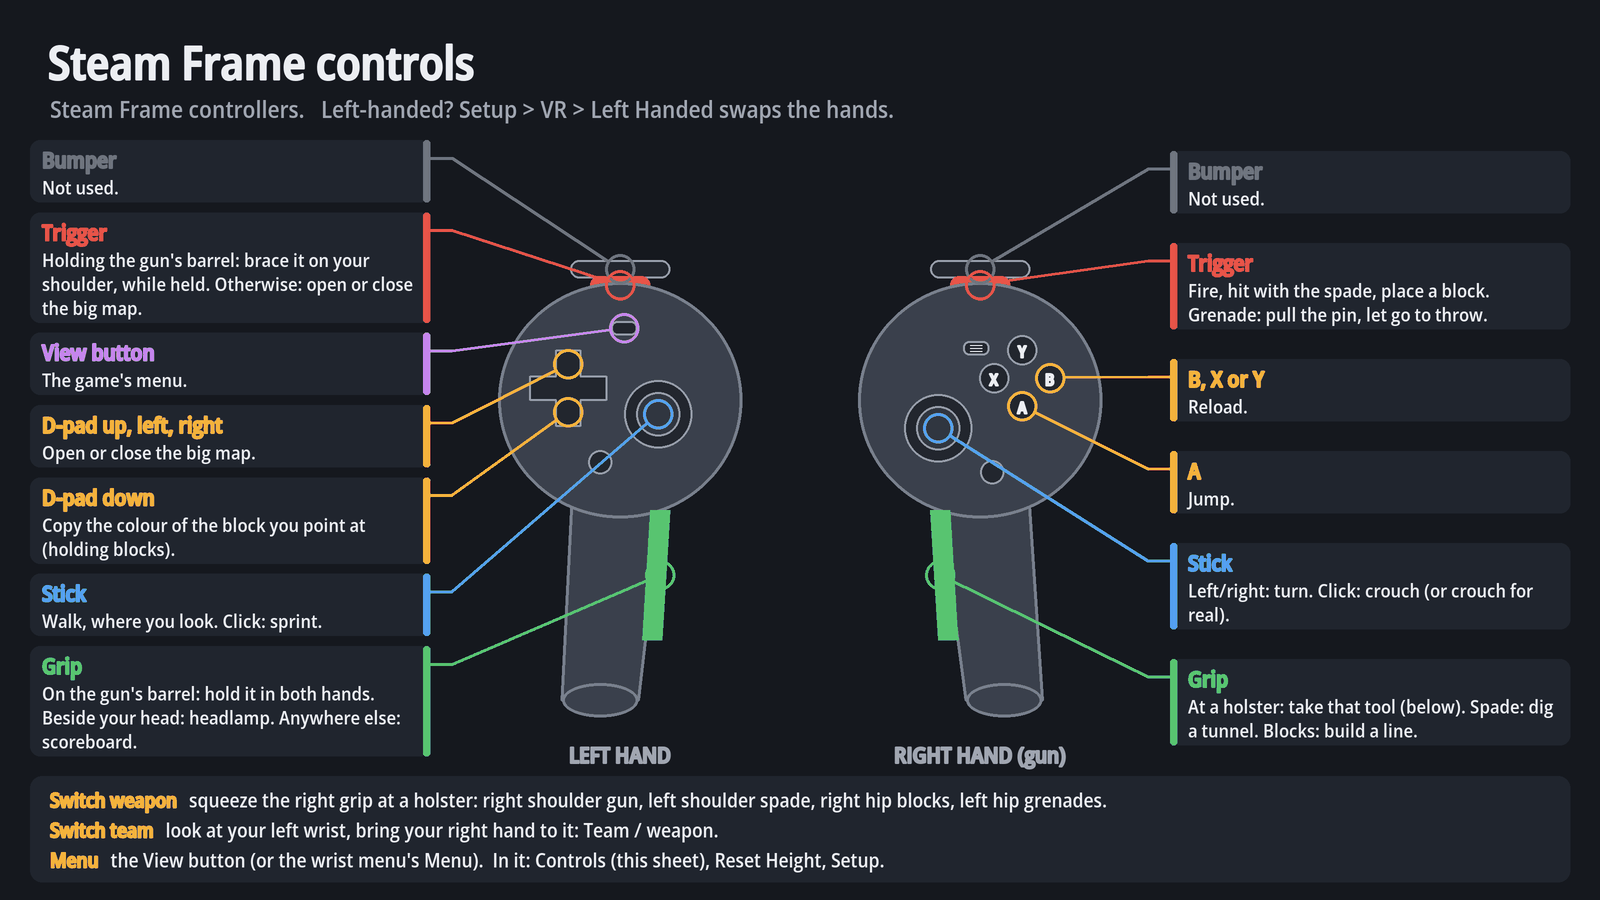 Steam Frame controls
Steam Frame controllers. Left-handed? Setup > VR > Left Handed swaps the hands.
Bumper
Not used.
Trigger
Holding the gun's barrel: brace it on your
shoulder, while held. Otherwise: open or close
the big map.
View button
The game's menu.
D-pad up, left, right
Open or close the big map.
D-pad down
Copy the colour of the block you point at
(holding blocks).
Stick
Walk, where you look. Click: sprint.
Grip
On the gun's barrel: hold it in both hands.
Beside your head: headlamp. Anywhere else:
scoreboard.
LEFT HAND
Y
X
B
A
RIGHT HAND (gun)
Bumper
Not used.
Trigger
Fire, hit with the spade, place a block.
Grenade: pull the pin, let go to throw.
B, X or Y
Reload.
A
Jump.
Stick
Left/right: turn. Click: crouch (or crouch for
real).
Grip
At a holster: take that tool (below). Spade: dig
a tunnel. Blocks: build a line.
Switch weapon squeeze the right grip at a holster: right shoulder gun, left shoulder spade, right hip blocks, left hip grenades.
Switch team look at your left wrist, bring your right hand to it: Team / weapon.
Menu the View button (or the wrist menu's Menu). In it: Controls (this sheet), Reset Height, Setup.